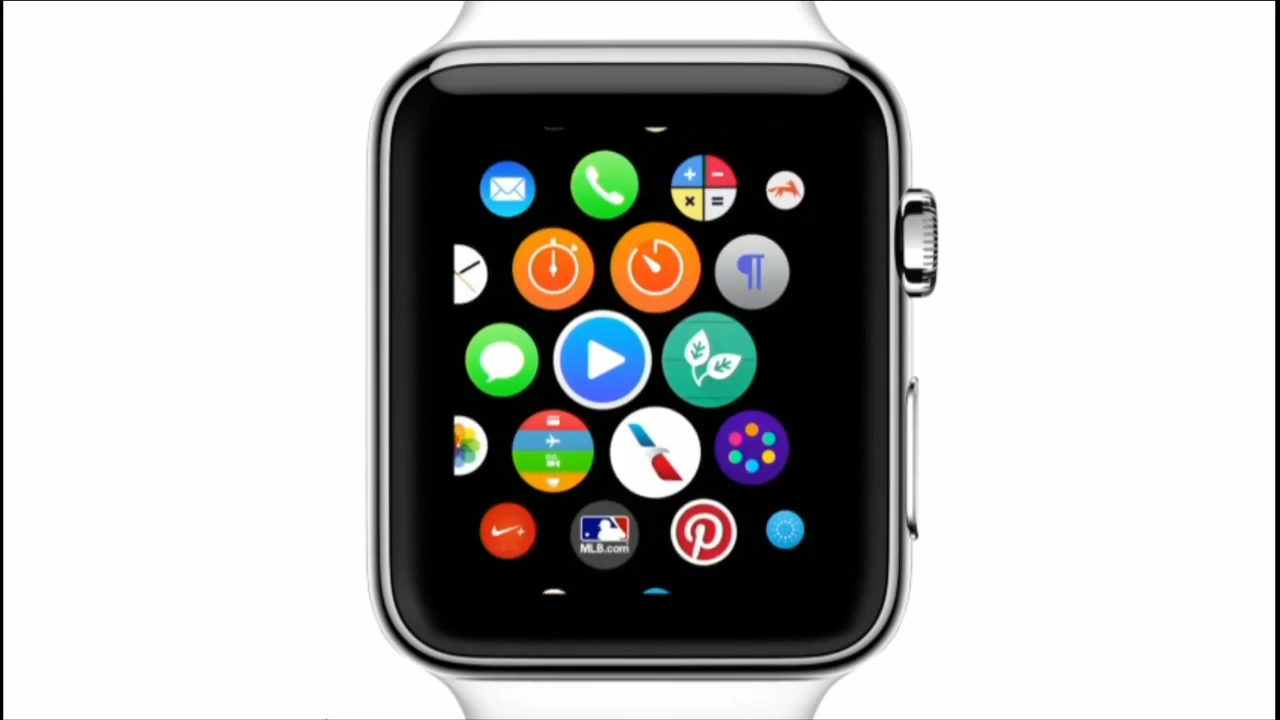 + −
× =
¶
MLB.com